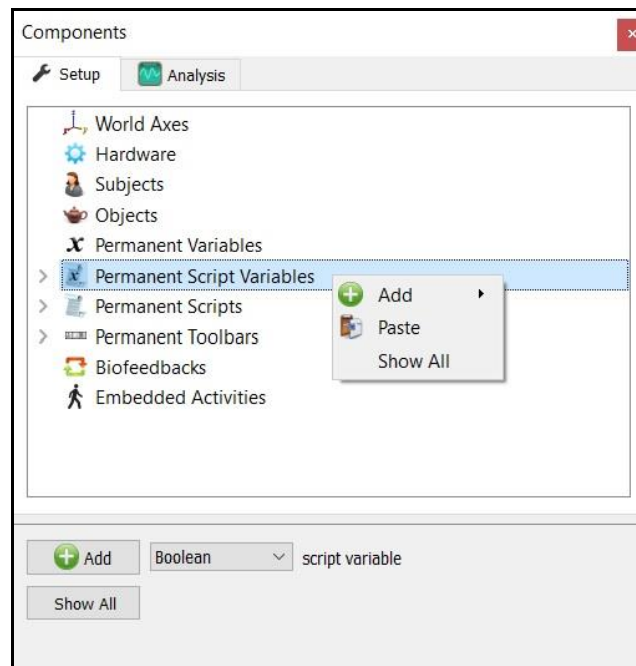 Components
Setup Analysis
World Axes
Hardware
Subjects
Objects
x Permanent Variables
Permanent Script Variables
Permanent Scripts
Permanent Toolbars
Biofeedbacks
Embedded Activities
Add
Paste
Show All
Add Boolean script variable
Show All